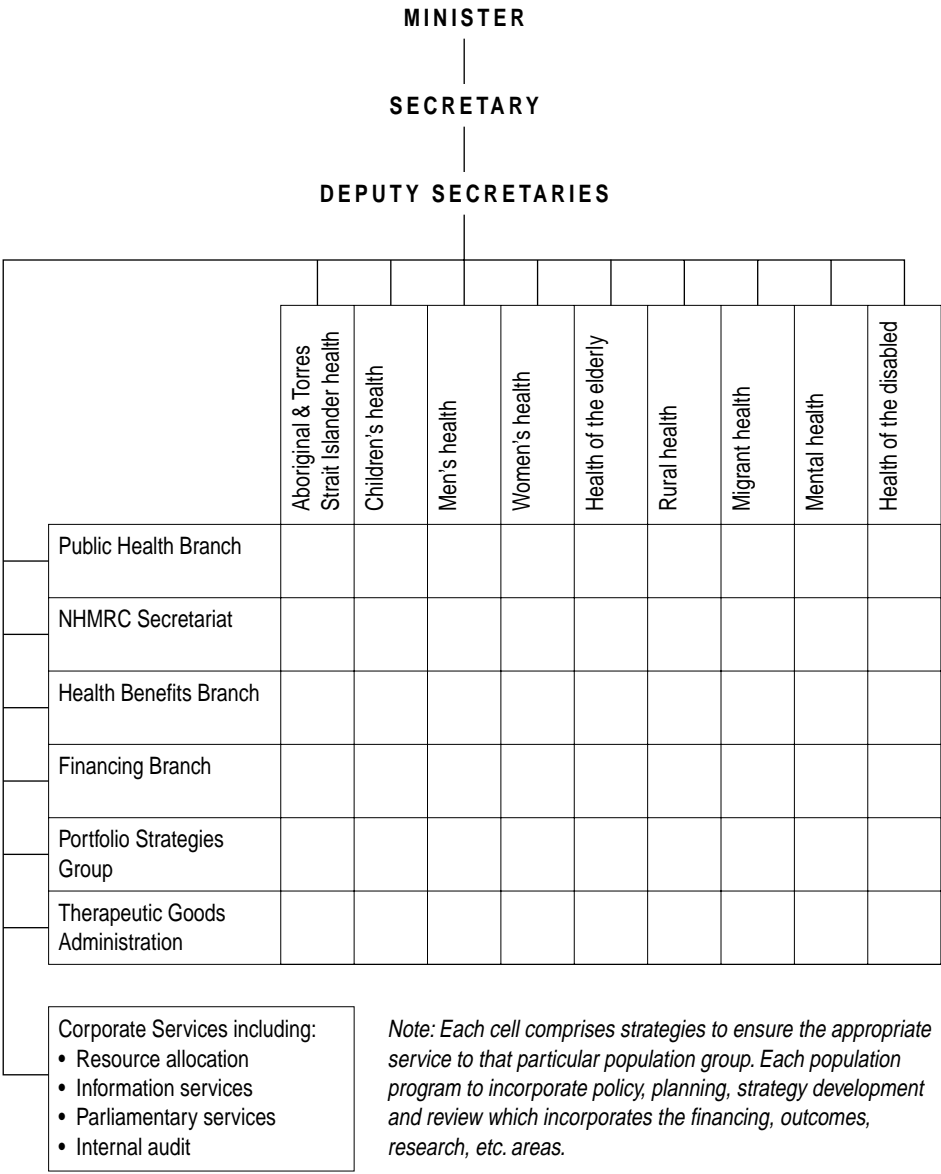 MINISTER
SECRETARY
DEPUTY SECRETARIES
Aboriginal & Torres
Strait Islander health
Children's health
Men's health
Women's health
Health of the elderly
Rural health
Migrant health
Mental health
Health of the disabled
Public Health Branch
NHMRC Secretariat
Health Benefits Branch
Financing Branch
Portfolio Strategies
Group
Therapeutic Goods
Administration
Corporate Services including:
• Resource allocation
• Information services
• Parliamentary services
• Internal audit
Note: Each cell comprises strategies to ensure the appropriate
service to that particular population group. Each population
program to incorporate policy, planning, strategy development
and review which incorporates the financing, outcomes,
research, etc. areas.